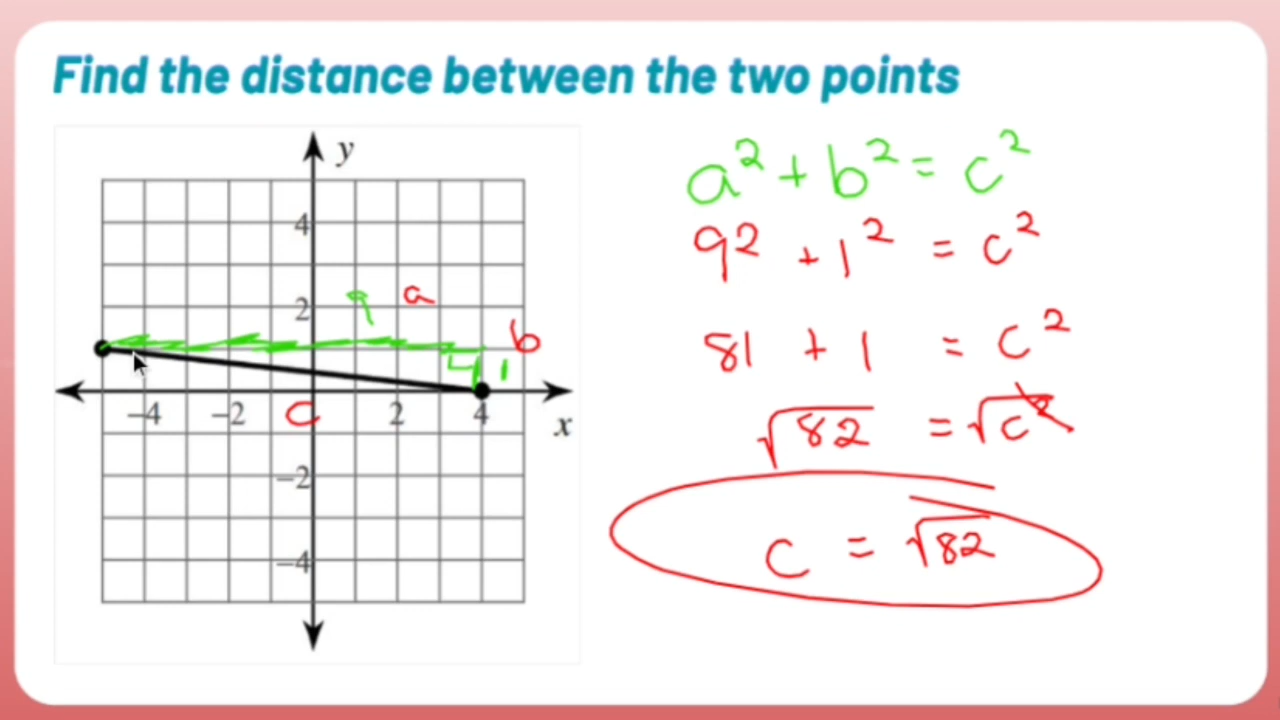 Find the distance between the two points
y
4
2
9 a
b
1
-4 -2 c 2 4
x
-2
-4
a² + b² = c²
9² + 1² = c²
81 + 1 = c²
√82 = √c²
c = √82